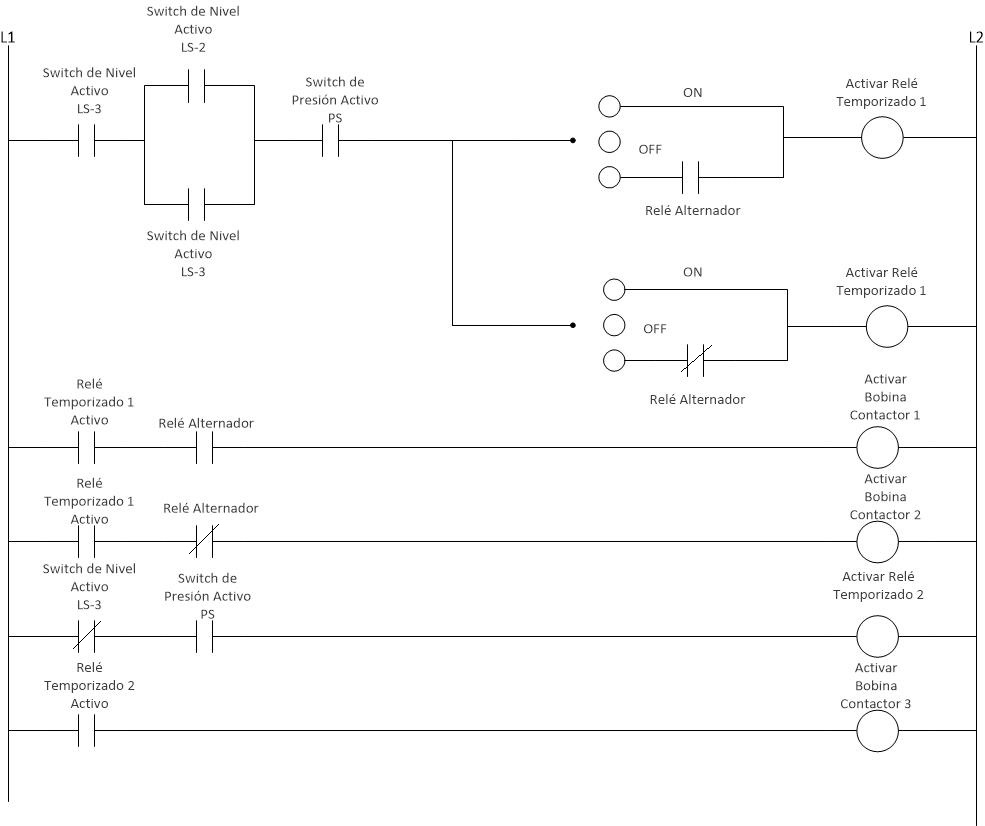 L1
L2
Switch de Nivel
Activo
LS-2
Switch de Nivel
Activo
LS-3
Switch de
Presión Activo
PS
ON
OFF
Relé Alternador
Activar Relé
Temporizado 1
Switch de Nivel
Activo
LS-3
ON
OFF
Relé Alternador
Activar Relé
Temporizado 1
Relé
Temporizado 1
Activo
Relé Alternador
Activar
Bobina
Contactor 1
Relé
Temporizado 1
Activo
Relé Alternador
Activar
Bobina
Contactor 2
Switch de Nivel
Activo
LS-3
Switch de
Presión Activo
PS
Activar Relé
Temporizado 2
Relé
Temporizado 2
Activo
Activar
Bobina
Contactor 3